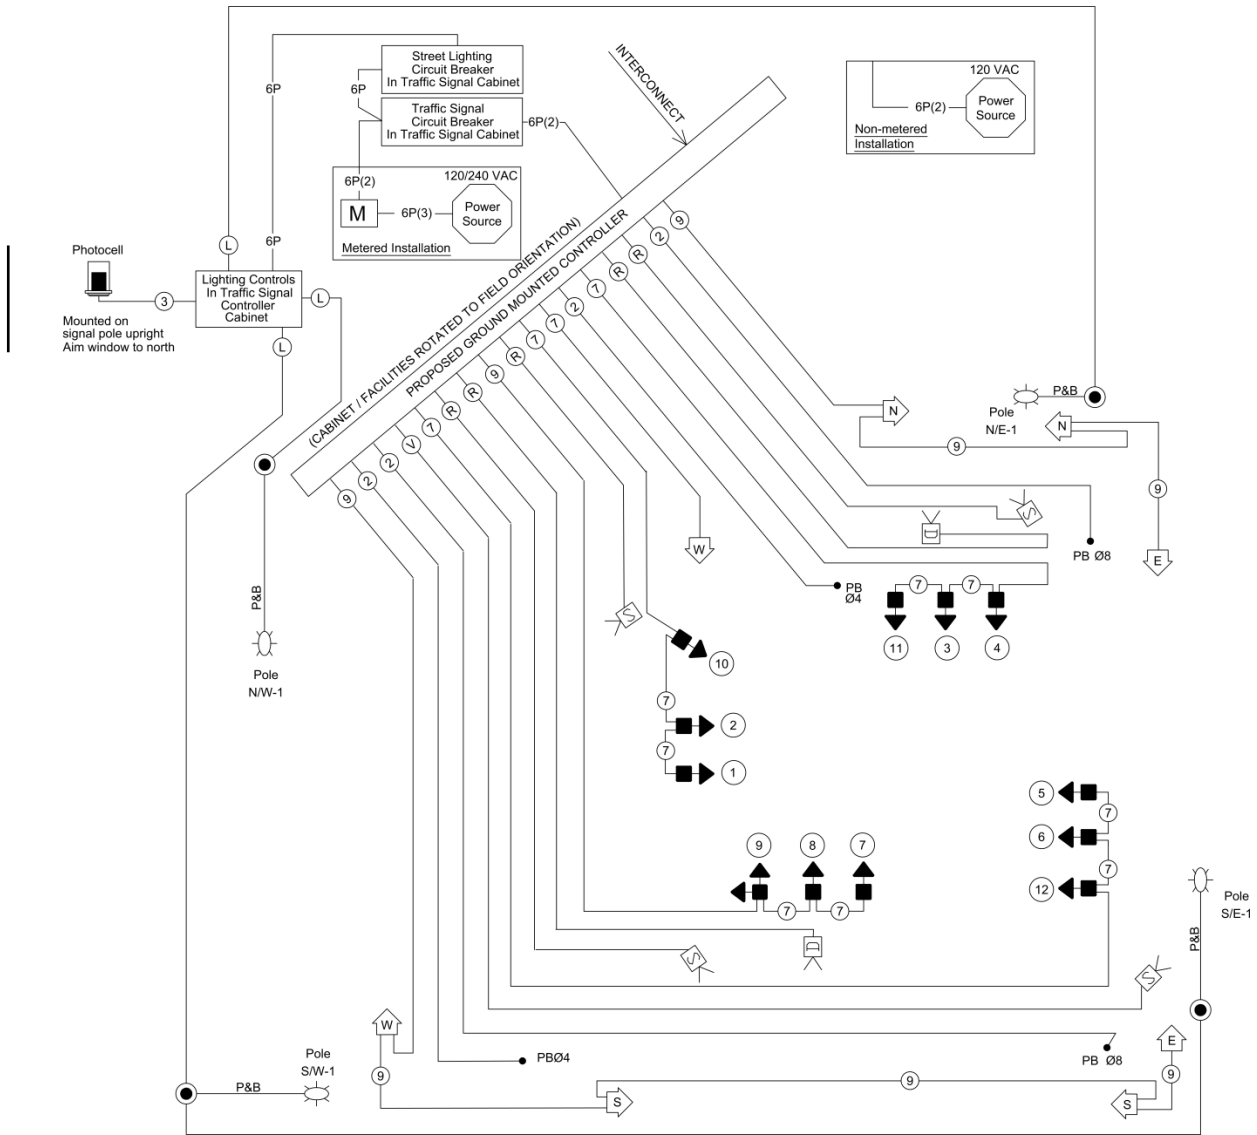 Street Lighting
Circuit Breaker
In Traffic Signal Cabinet
6P
6P
Traffic Signal
Circuit Breaker
In Traffic Signal Cabinet
6P(2)
INTERCONNECT
120 VAC
6P(2)
Power
Source
Non-metered
Installation
120/240 VAC
6P(2)
M
6P(3)
Power
Source
Metered Installation
6P
L
Photocell
3
Lighting Controls
In Traffic Signal
Controller
Cabinet
L
L
Mounted on
signal pole upright
Aim window to north
(CABINET / FACILITIES ROTATED TO FIELD ORIENTATION)
PROPOSED GROUND MOUNTED CONTROLLER
9
2
R
R
7
2
7
7
R
9
R
R
7
V
2
2
9
P&B
Pole
N/E-1
N
N
9
9
E
S
D
PB Ø8
W
PB
Ø4
7
7
11
3
4
P&B
Pole
N/W-1
S
10
7
2
7
1
5
7
6
7
12
9
8
7
7
7
D
S
S
Pole
S/E-1
P&B
W
PBØ4
PB Ø8
E
Pole
S/W-1
P&B
9
9
9
S
S